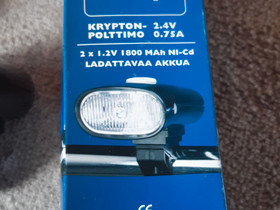 KRYPTON- 2.4V
POLTTIMO 0.75A
2 x 1.2V 1800 MAh NI-Cd
LADATTAVAA AKKUA
CE